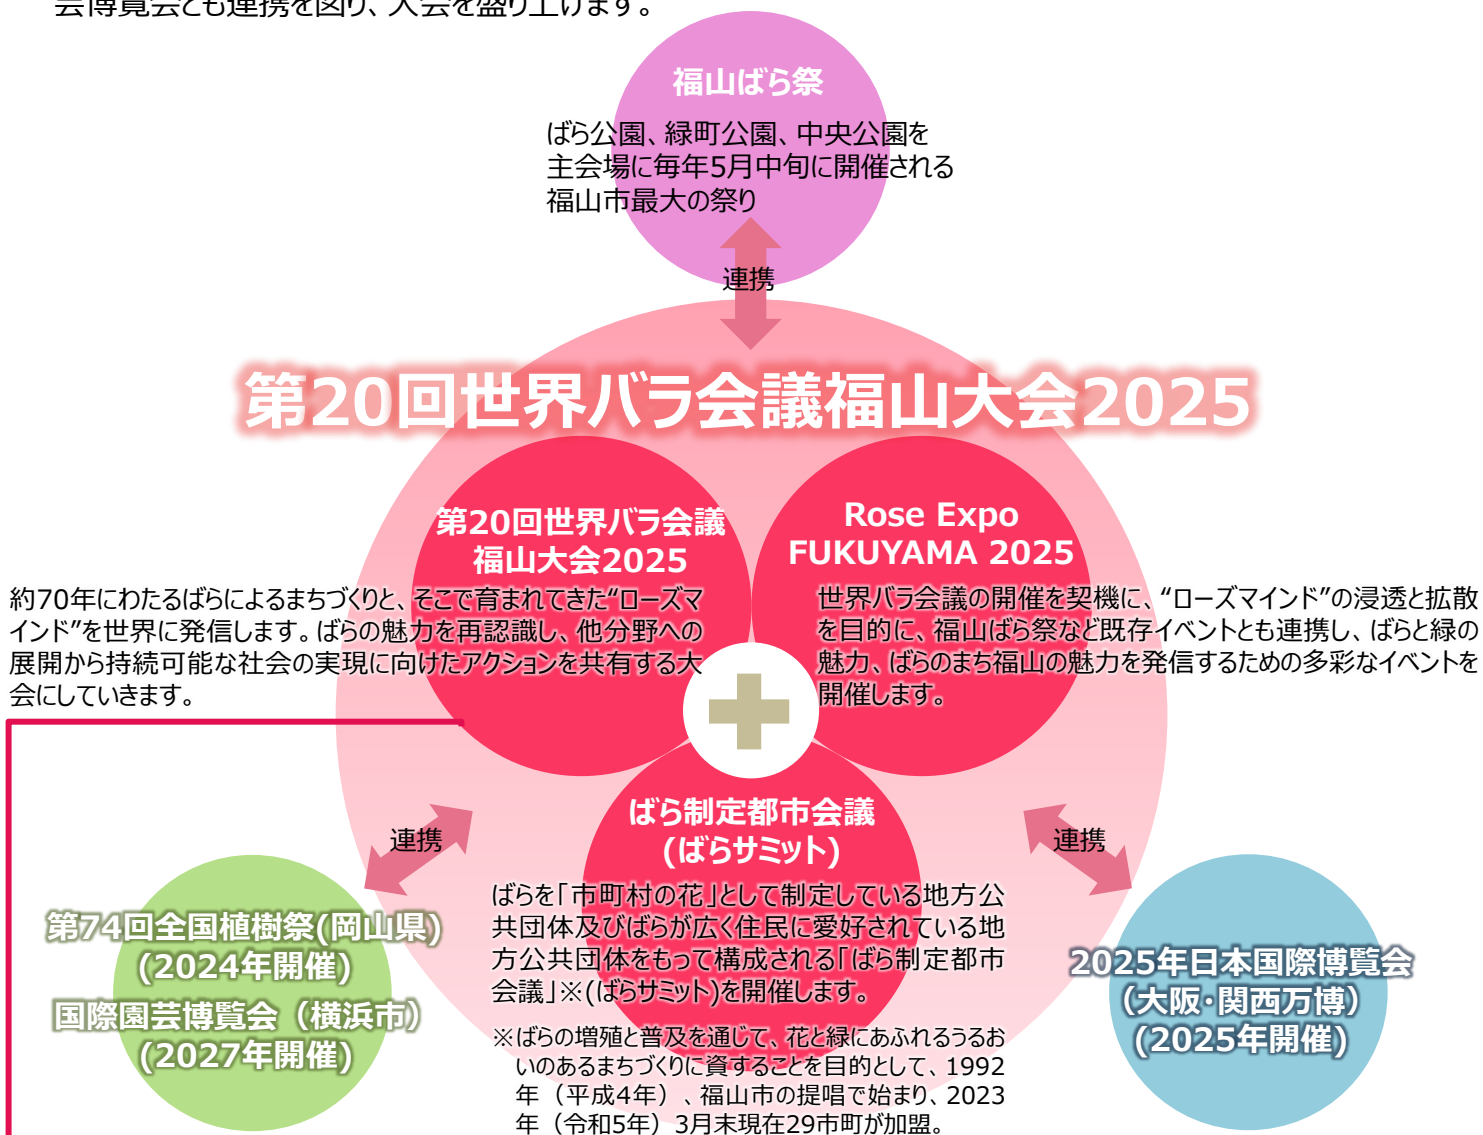 会博覧会とも連携を図り、大会を盛り上げます。
福山ばら祭
ばら公園、緑町公園、中央公園を
主会場に毎年5月中旬に開催される
福山市最大の祭り
連携
第20回世界バラ会議福山大会2025
第20回世界バラ会議
福山大会2025
約70年にわたるばらによるまちづくりと、そこで育まれてきた“ローズマ
インド”を世界に発信します。ばらの魅力を再認識し、他分野への
展開から持続可能な社会の実現に向けたアクションを共有する大
会にしていきます。
Rose Expo
FUKUYAMA 2025
世界バラ会議の開催を契機に、“ローズマインド”の浸透と拡散
を目的に、福山ばら祭など既存イベントとも連携し、ばらと緑の
魅力、ばらのまち福山の魅力を発信するための多彩なイベントを
開催します。
ばら制定都市会議
(ばらサミット)
ばらを「市町村の花」として制定している地方公
共団体及びばらが広く住民に愛好されている地
方公共団体をもって構成される「ばら制定都市
会議」※(ばらサミット)を開催します。
※ばらの増殖と普及を通じて、花と緑にあふれるうるお
いのあるまちづくりに資することを目的として、1992
年（平成4年）、福山市の提唱で始まり、2023
年（令和5年）3月末現在29市町が加盟。
連携
第74回全国植樹祭(岡山県)
(2024年開催)
国際園芸博覧会（横浜市）
(2027年開催)
連携
2025年日本国際博覧会
（大阪･関西万博）
(2025年開催)